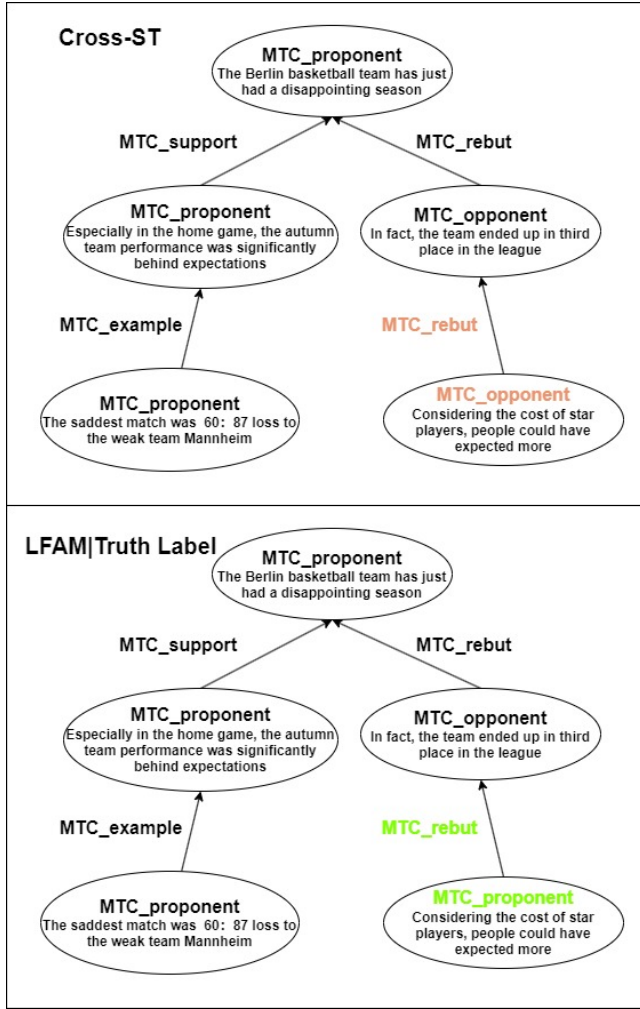 Cross-ST
MTC_proponent
The Berlin basketball team has just
had a disappointing season
MTC_support
MTC_rebut
MTC_proponent
Especially in the home game, the autumn
team performance was significantly
behind expectations
MTC_opponent
In fact, the team ended up in third
place in the league
MTC_example
MTC_rebut
MTC_proponent
The saddest match was 60：87 loss to
the weak team Mannheim
MTC_opponent
Considering the cost of star
players, people could have
expected more
LFAM|Truth Label
MTC_proponent
The Berlin basketball team has just
had a disappointing season
MTC_support
MTC_rebut
MTC_proponent
Especially in the home game, the autumn
team performance was significantly
behind expectations
MTC_opponent
In fact, the team ended up in third
place in the league
MTC_example
MTC_rebut
MTC_proponent
The saddest match was 60：87 loss to
the weak team Mannheim
MTC_proponent
Considering the cost of star
players, people could have
expected more